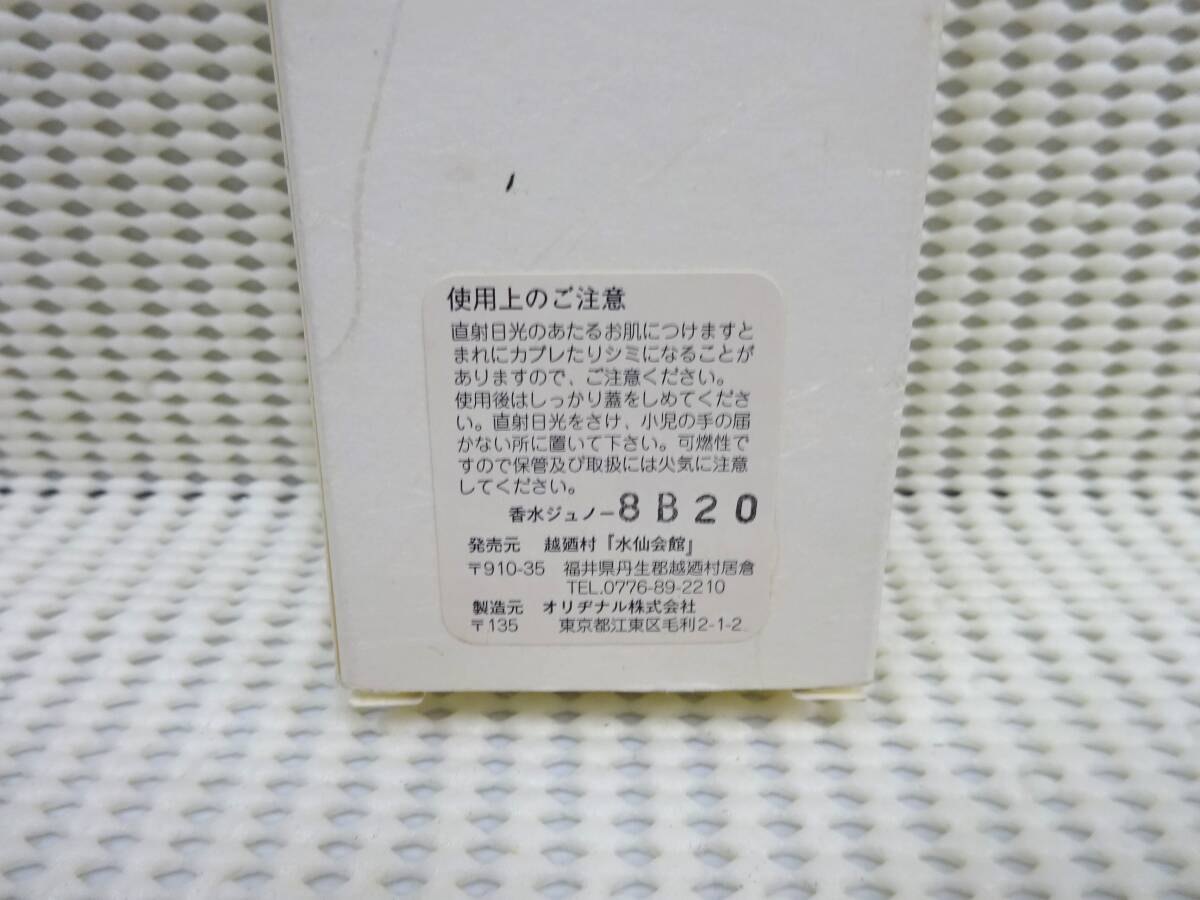 使用上のご注意
直射日光のあたるお肌につけますと
まれにカブレたりシミになることが
ありますので、ご注意ください。
使用後はしっかり蓋をしめてくださ
い。直射日光をさけ、小児の手の届
かない所に置いて下さい。可燃性で
すので保管及び取扱には火気に注意
してください。
香水ジュノー8B20
発売元 越廼村『水仙会館』
〒910-35 福井県丹生郡越廼村居倉
TEL.0776-89-2210
製造元 オリヂナル株式会社
〒135 東京都江東区毛利2-1-2